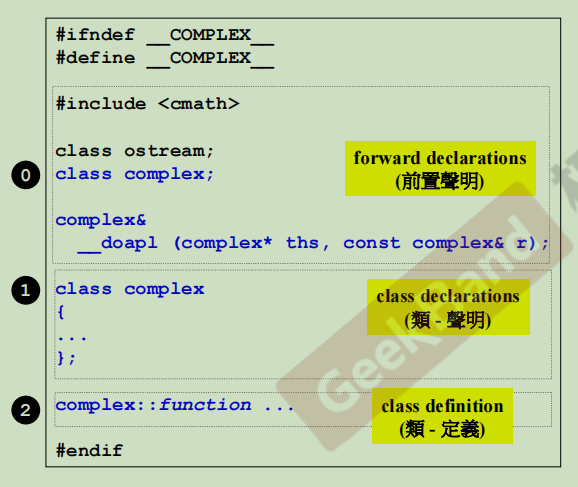 #ifndef __COMPLEX__
#define __COMPLEX__
#include <cmath>
class ostream;
0
class complex;
forward declarations
(前置聲明)
complex&
__doapl (complex* ths, const complex& r);
1
class complex
{
...
};
class declarations
(類 - 聲明)
2
complex::function ...
class definition
(類 - 定義)
#endif
GeekBand